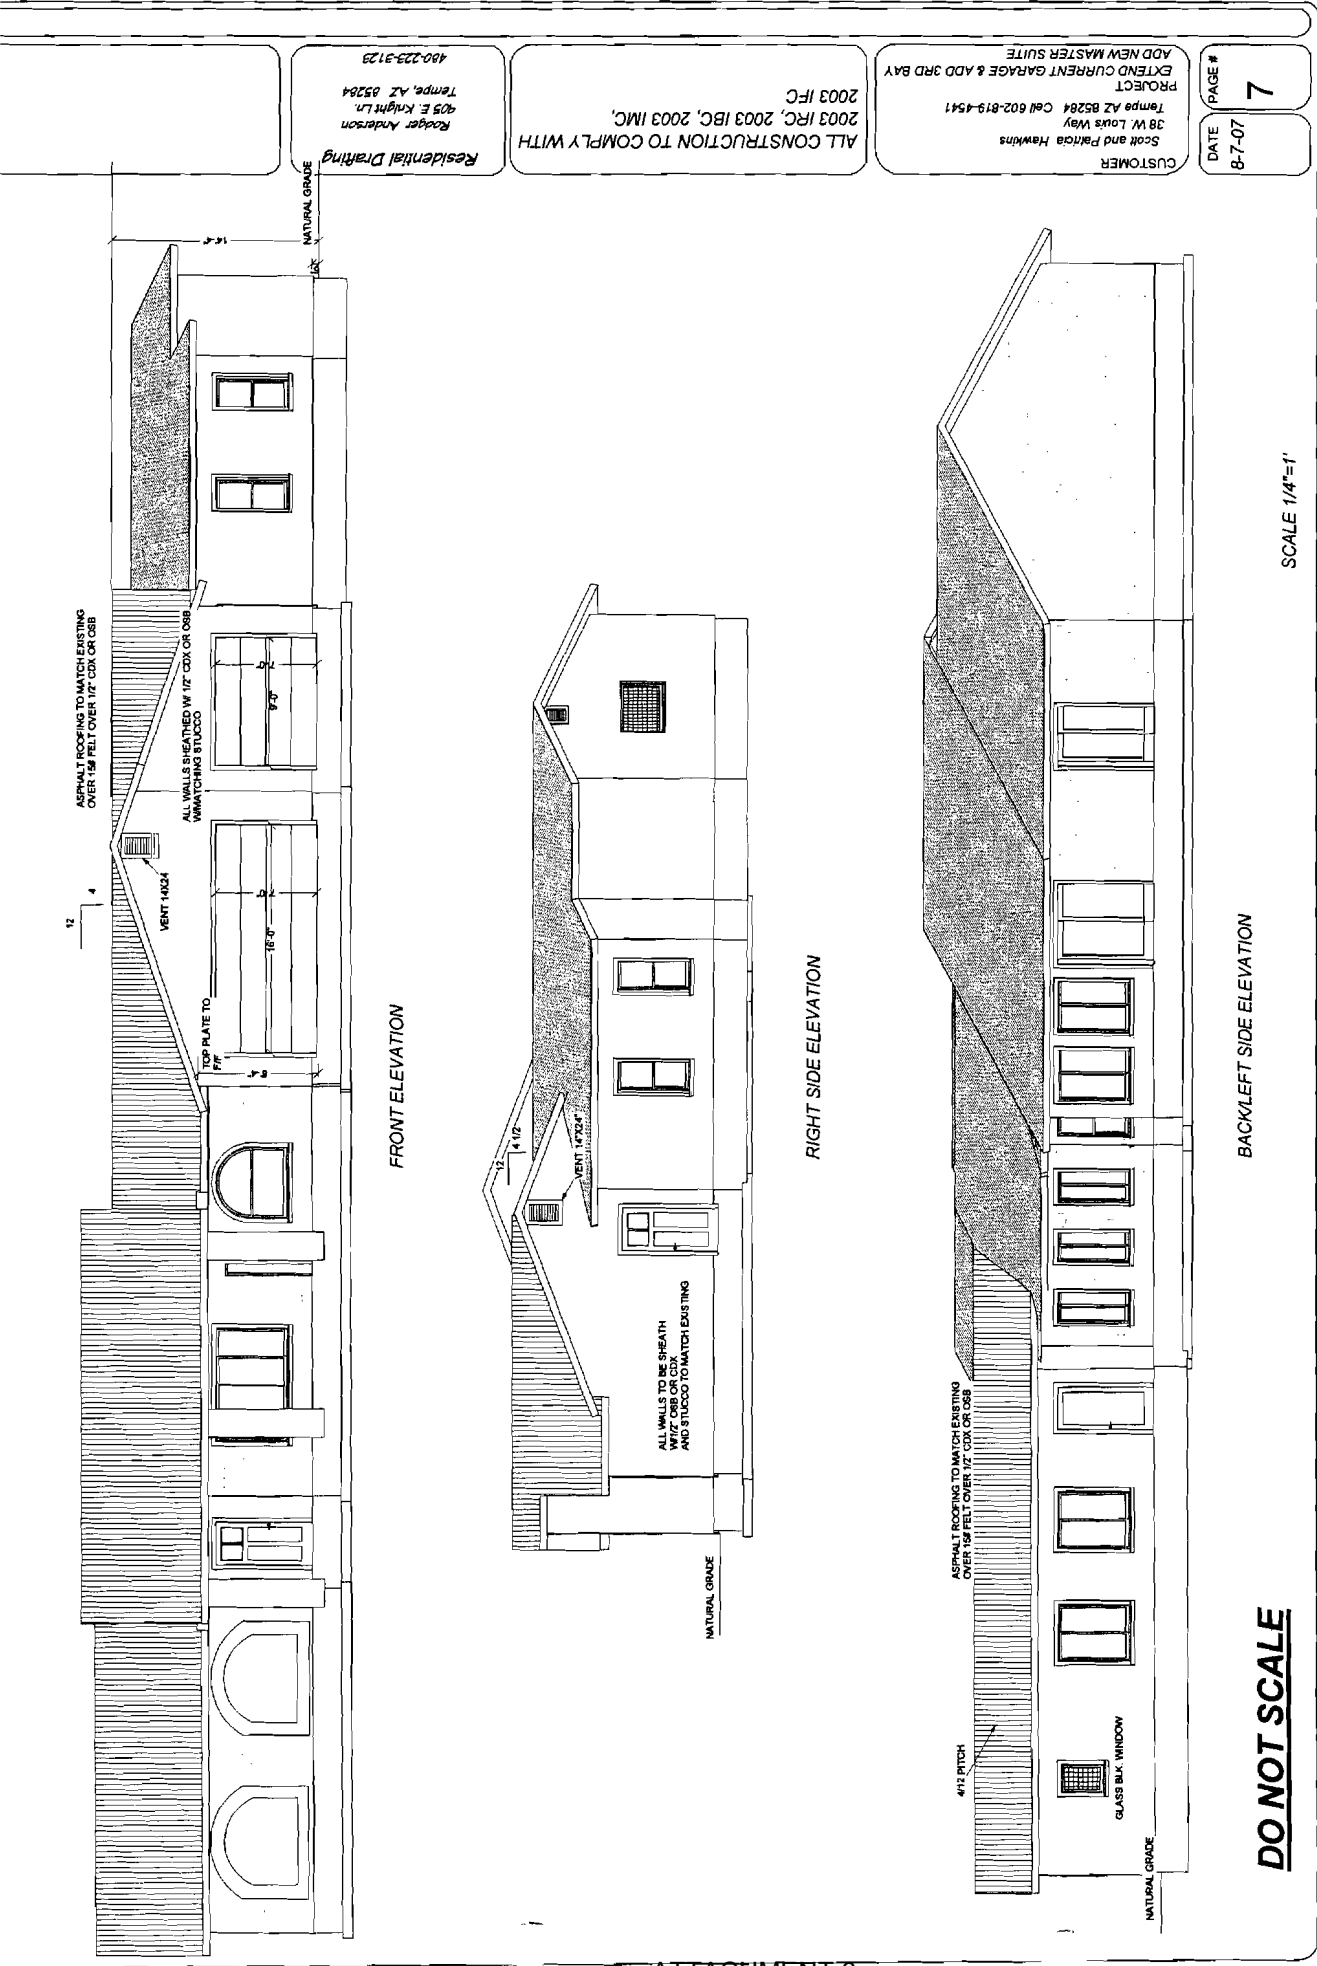 ASPHALT ROOFING TO MATCH EXISTING
OVER 15# FELT OVER 1/2" CDX OR OSB
12
4
VENT 14X24
ALL WALLS SHEATHED W/ 1/2" CDX OR OSB
W/MATCHING STUCCO
TOP PLATE TO
F/F
16'-0"
7'-0"
9'-0"
7'-0"
NATURAL GRADE
FRONT ELEVATION
12
4 1/2
VENT 14"X24"
ALL WALLS TO BE SHEATH
W/1/2" OSB OR CDX
AND STUCCO TO MATCH EXISTING
NATURAL GRADE
RIGHT SIDE ELEVATION
ASPHALT ROOFING TO MATCH EXISTING
OVER 15# FELT OVER 1/2" CDX OR OSB
4/12 PITCH
GLASS BLK. WINDOW
NATURAL GRADE
BACK/LEFT SIDE ELEVATION
SCALE 1/4"=1'
DO NOT SCALE
Residential Drafting
Rodger Anderson
405 E. Knight Ln.
Tempe, AZ 85284
480-223-3123
ALL CONSTRUCTION TO COMPLY WITH
2003 IRC, 2003 IBC, 2003 IMC,
2003 IFC
CUSTOMER
Scott and Patricia Hawkins
38 W. Louis Way
Tempe AZ 85284 Cell 602-819-4541
PROJECT
EXTEND CURRENT GARAGE & ADD 3RD BAY
ADD NEW MASTER SUITE
DATE
8-7-07
PAGE #
7